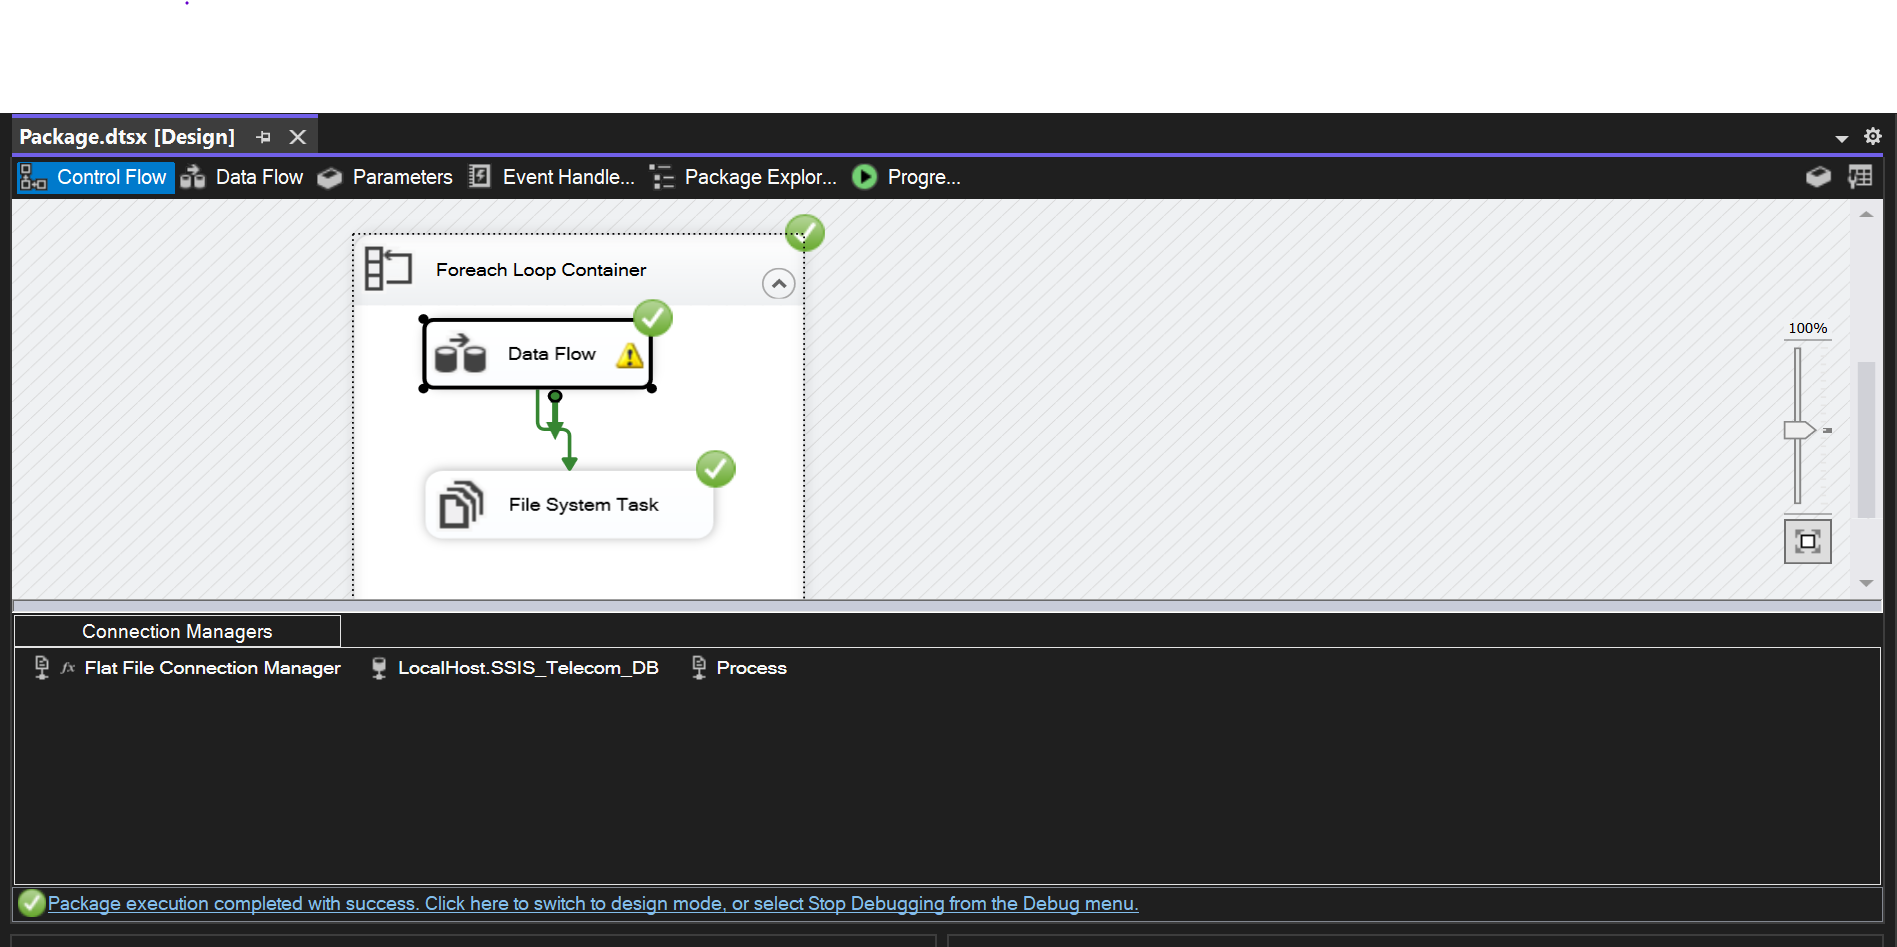 Package.dtsx [Design]
Control Flow Data Flow Parameters Event Handle... Package Explor... Progre...
Foreach Loop Container
Data Flow
100%
File System Task
Connection Managers
fx Flat File Connection Manager LocalHost.SSIS_Telecom_DB Process
Package execution completed with success. Click here to switch to design mode, or select Stop Debugging from the Debug menu.